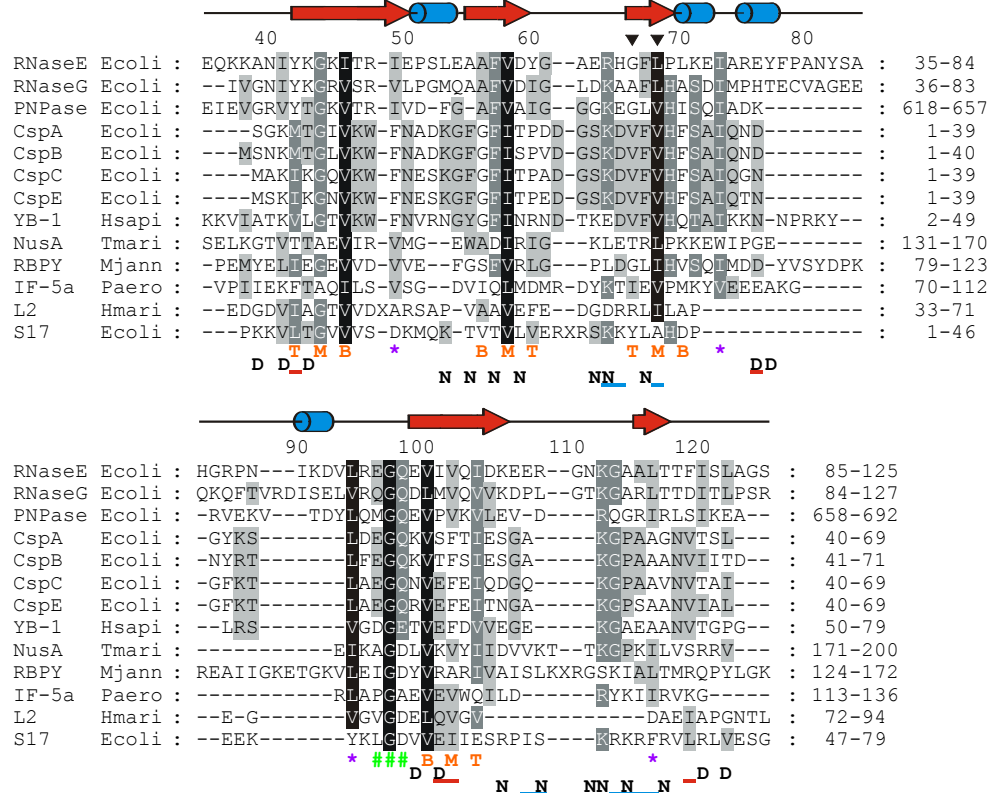 40 50 60 70 80
RNaseE Ecoli : EQKKANIYKGKITR-IEPSLEAAFVDYG--AERHGFLPLKEIAREYFPANYSA : 35-84
RNaseG Ecoli : --IVGNIYKGRVSR-VLPGMQAAFVDIG--LDKAAFLHASDIMPHTECVAGEE : 36-83
PNPase Ecoli : EIEVGRVYTGKVTR-IVDF-GA-FVAIG--GGKEGLVHISQIADK-------- : 618-657
CspA Ecoli : ----SGKMTGIVKW-FNADKGFGFITPDD-GSKDVFVHFSAIQND-------- : 1-39
CspB Ecoli : ---MSNKMTGLVKW-FNADKGFGFISPVD-GSKDVFVHFSAIQND-------- : 1-40
CspC Ecoli : ----MAKIKGQVKW-FNESKGFGFITPAD-GSKDVFVHFSAIQGN-------- : 1-39
CspE Ecoli : ----MSKIKGNVKW-FNESKGFGFITPED-GSKDVFVHFSAIQTN-------- : 1-39
YB-1 Hsapi : KKVIATKVLGTVKW-FNVRNGYGFINRND-TKEDVFVHQTAIKKN-NPRKY-- : 2-49
NusA Tmari : SELKGTVTTAEVIR-VMG--EWADIRIG--KLETRLPKKEWIPGE-------- : 131-170
RBPY Mjann : -PEMYELIEGEVVD-VVE--FGSFVRLG--PLDGLIHVSQIMDD-YVSYDPK : 79-123
IF-5a Paero : -VPIIEKFTAQILS-VSG--DVIQLMDMR-DYKTIEVPMKYVEEEAKG---- : 70-112
L2 Hmari : --EDGDVIAGTVVDXARSAP-VAAVEFE--DGDRRLILAP------------ : 33-71
S17 Ecoli : ---PKKVLTGVVVS-DKMQK-TVTVLVERXRSKKYLAHDP------------ : 1-46
T M B * B M T T M B *
D D D N N N N N N N D D
90 100 110 120
RNaseE Ecoli : HGRPN---IKDVLREGQEVIVQIDKEER--GNKGAALTTFISLAGS : 85-125
RNaseG Ecoli : QKQFTVRDISELVRQGQDLMVQVVKDPL--GTKGARLTTDITLPSR : 84-127
PNPase Ecoli : -RVEKV---TDYLQMGQEVPVKVLEV-D----RQGRIRLSIKEA-- : 658-692
CspA Ecoli : -GYKS-------LDEGQKVSFTIESGA-----KGPAAGNVTSL--- : 40-69
CspB Ecoli : -NYRT-------LFEGQKVTFSIESGA-----KGPAAANVIITD-- : 41-71
CspC Ecoli : -GFKT-------LAEGQNVEFEIQDGQ-----KGPAAVNVTAI--- : 40-69
CspE Ecoli : -GFKT-------LAEGQRVEFEITNGA-----KGPSAANVIAL--- : 40-69
YB-1 Hsapi : --LRS-------VGDGETVEFDVVEGE-----KGAEAANVTGPG-- : 50-79
NusA Tmari : -----------EIKAGDLVKVYIIDVVKT--TKGPKILVSRRV--- : 171-200
RBPY Mjann : REAIIGKETGKVLEIGDYVRARIVAISLKXRGSKIALTMRQPYLGK : 124-172
IF-5a Paero : -----------RLAPGAEVEVWQILD------RYKIIRVKG----- : 113-136
L2 Hmari : --E-G-------VGVGDELQVGV-------------DAEIAPGNTL : 72-94
S17 Ecoli : --EEK-------YKLGDVVEIIESRPIS----KRKRFRVLRLVESG : 47-79
* # # # B M T *
D D N N N N N N D D